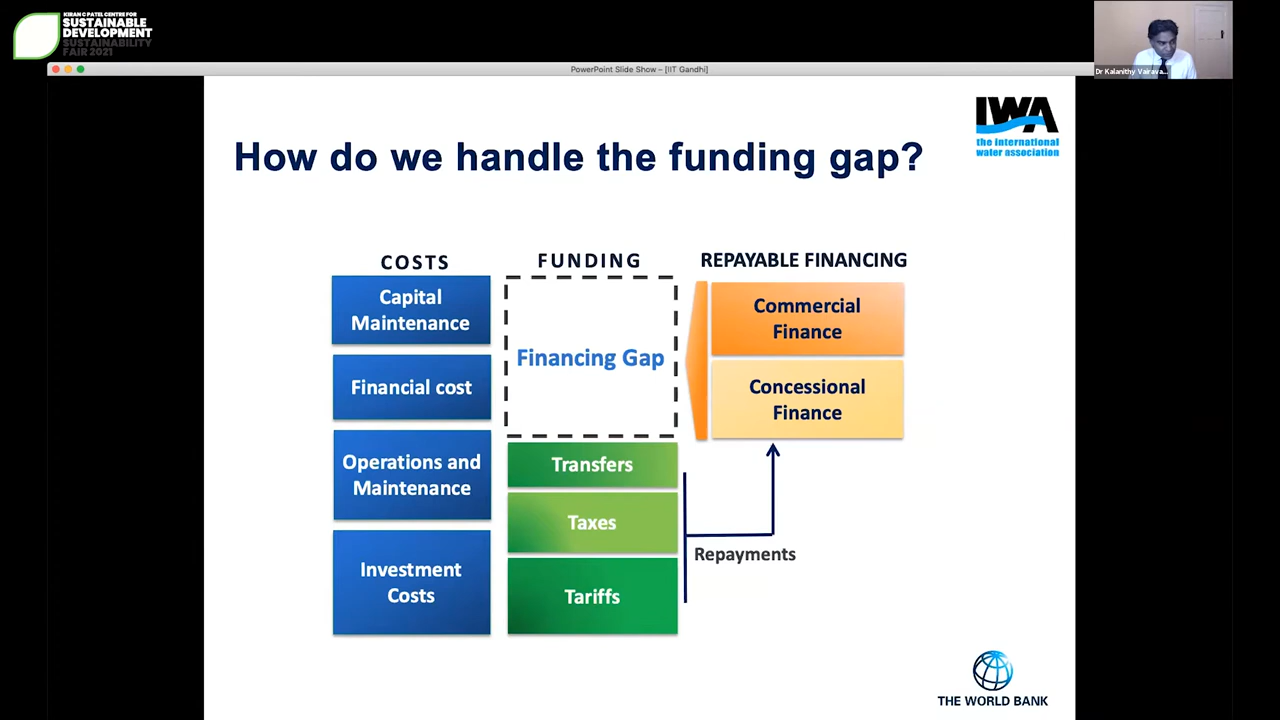 KIRAN C PATEL CENTRE FOR
SUSTAINABLE
DEVELOPMENT
SUSTAINABILITY
FAIR 2021
PowerPoint Slide Show – [IIT Gandhi]
Dr Kalanithy Vairava...
IWA
the international
water association
How do we handle the funding gap?
COSTS
FUNDING
REPAYABLE FINANCING
Capital
Maintenance
Financial cost
Operations and
Maintenance
Investment
Costs
Financing Gap
Transfers
Taxes
Tariffs
Commercial
Finance
Concessional
Finance
Repayments
THE WORLD BANK